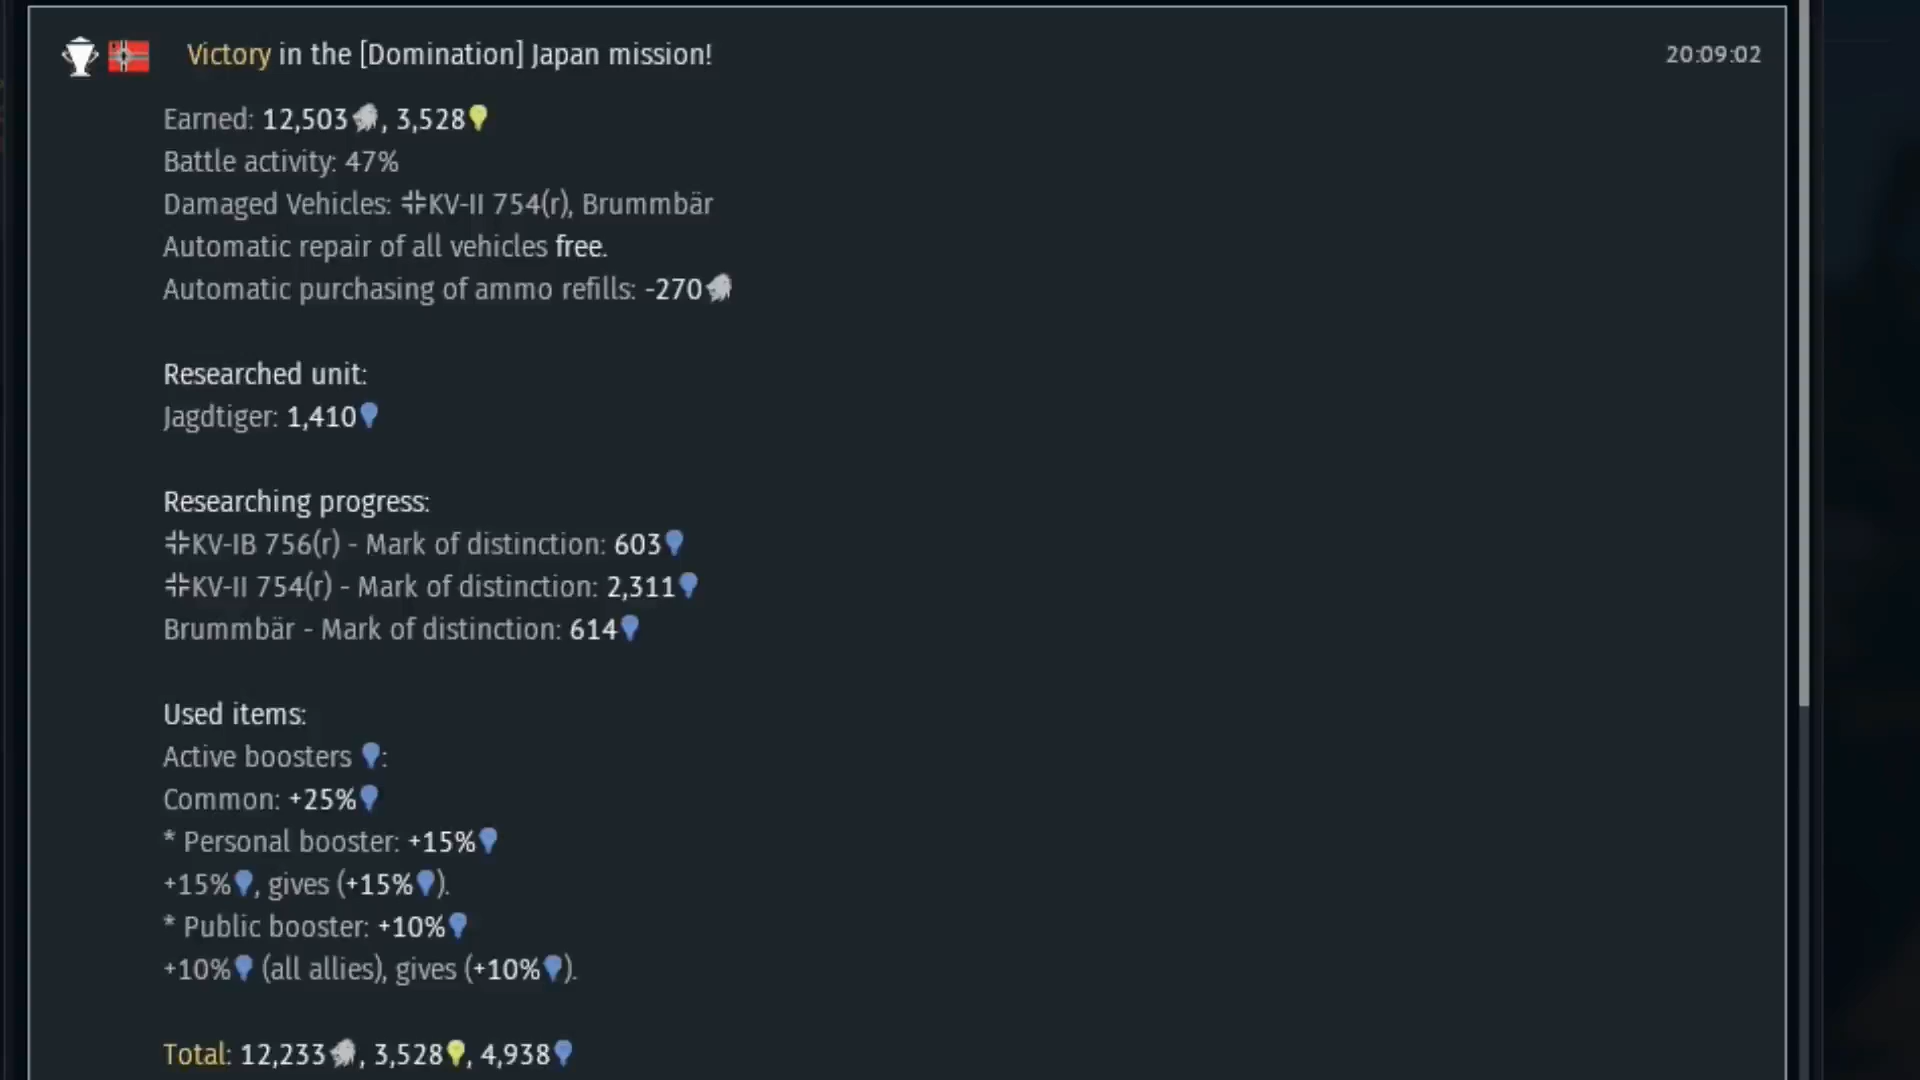 Victory in the [Domination] Japan mission! 20:09:02
Earned: 12,503, 3,528
Battle activity: 47%
Damaged Vehicles: KV-II 754(r), Brummbär
Automatic repair of all vehicles free.
Automatic purchasing of ammo refills: -270
Researched unit:
Jagdtiger: 1,410
Researching progress:
KV-IB 756(r) - Mark of distinction: 603
KV-II 754(r) - Mark of distinction: 2,311
Brummbär - Mark of distinction: 614
Used items:
Active boosters :
Common: +25%
* Personal booster: +15%
+15%, gives (+15%).
* Public booster: +10%
+10% (all allies), gives (+10%).
Total: 12,233, 3,528, 4,938